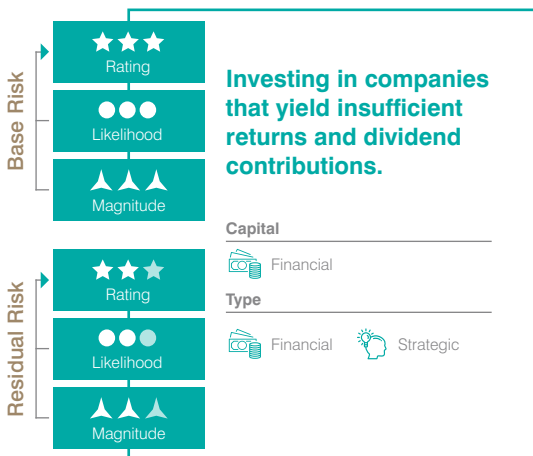 Base Risk
Rating
Likelihood
Magnitude
Investing in companies
that yield insufficient
returns and dividend
contributions.
Capital
Financial
Type
Financial Strategic
Residual Risk
Rating
Likelihood
Magnitude